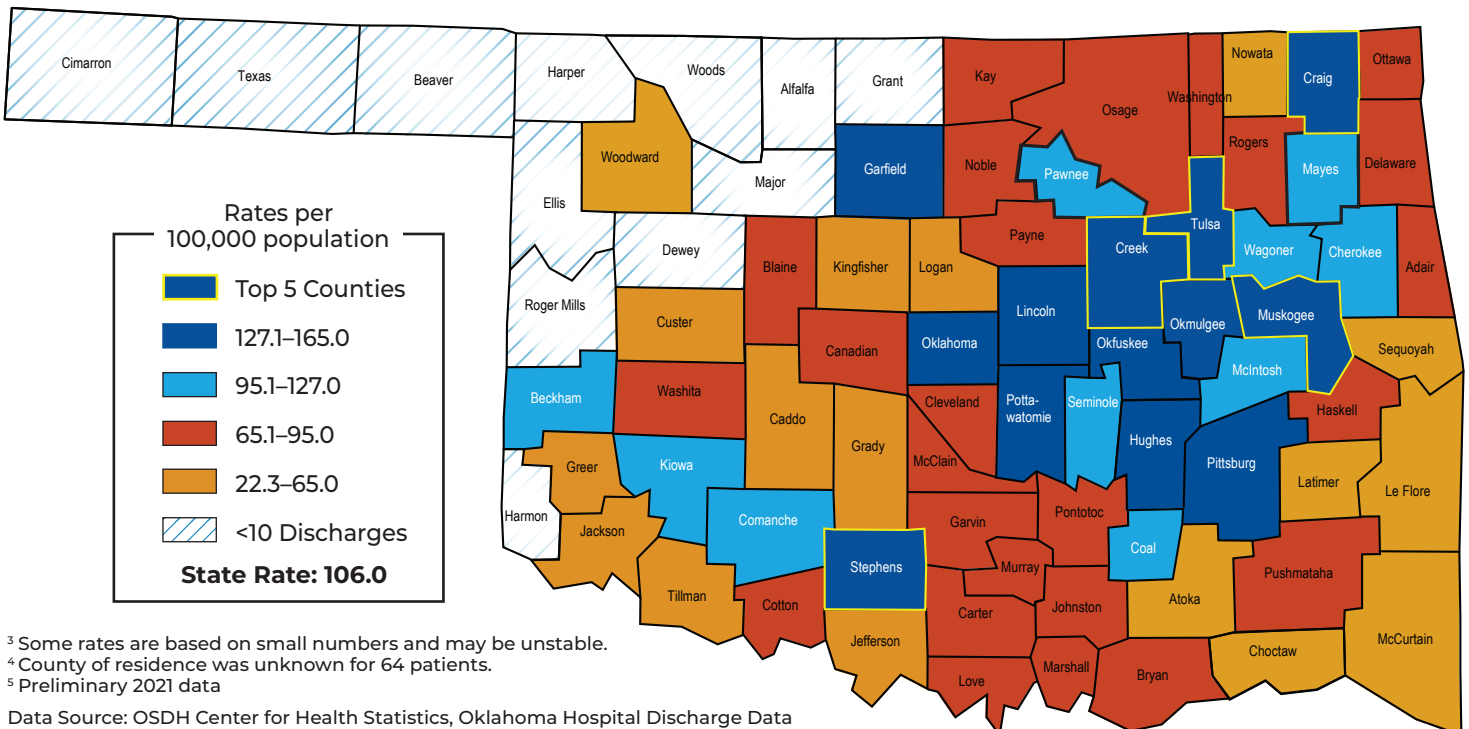 Cimarron
Texas
Beaver
Harper
Woods
Alfalfa
Grant
Kay
Osage
Washington
Nowata
Craig
Ottawa
Woodward
Major
Garfield
Noble
Pawnee
Rogers
Mayes
Delaware
Ellis
Dewey
Blaine
Kingfisher
Logan
Payne
Creek
Tulsa
Wagoner
Cherokee
Adair
Roger Mills
Custer
Canadian
Oklahoma
Lincoln
Okfuskee
Okmulgee
Muskogee
Sequoyah
Beckham
Washita
Caddo
Grady
Cleveland
McClain
Potta-
watomie
Seminole
Hughes
McIntosh
Haskell
Pittsburg
Latimer
Le Flore
Greer
Kiowa
Harmon
Jackson
Comanche
Garvin
Pontotoc
Coal
Tillman
Cotton
Stephens
Murray
Carter
Johnston
Atoka
Pushmataha
Jefferson
Love
Marshall
Bryan
Choctaw
McCurtain
Rates per
100,000 population
Top 5 Counties
127.1–165.0
95.1–127.0
65.1–95.0
22.3–65.0
<10 Discharges
State Rate: 106.0
³ Some rates are based on small numbers and may be unstable.
⁴ County of residence was unknown for 64 patients.
⁵ Preliminary 2021 data
Data Source: OSDH Center for Health Statistics, Oklahoma Hospital Discharge Data